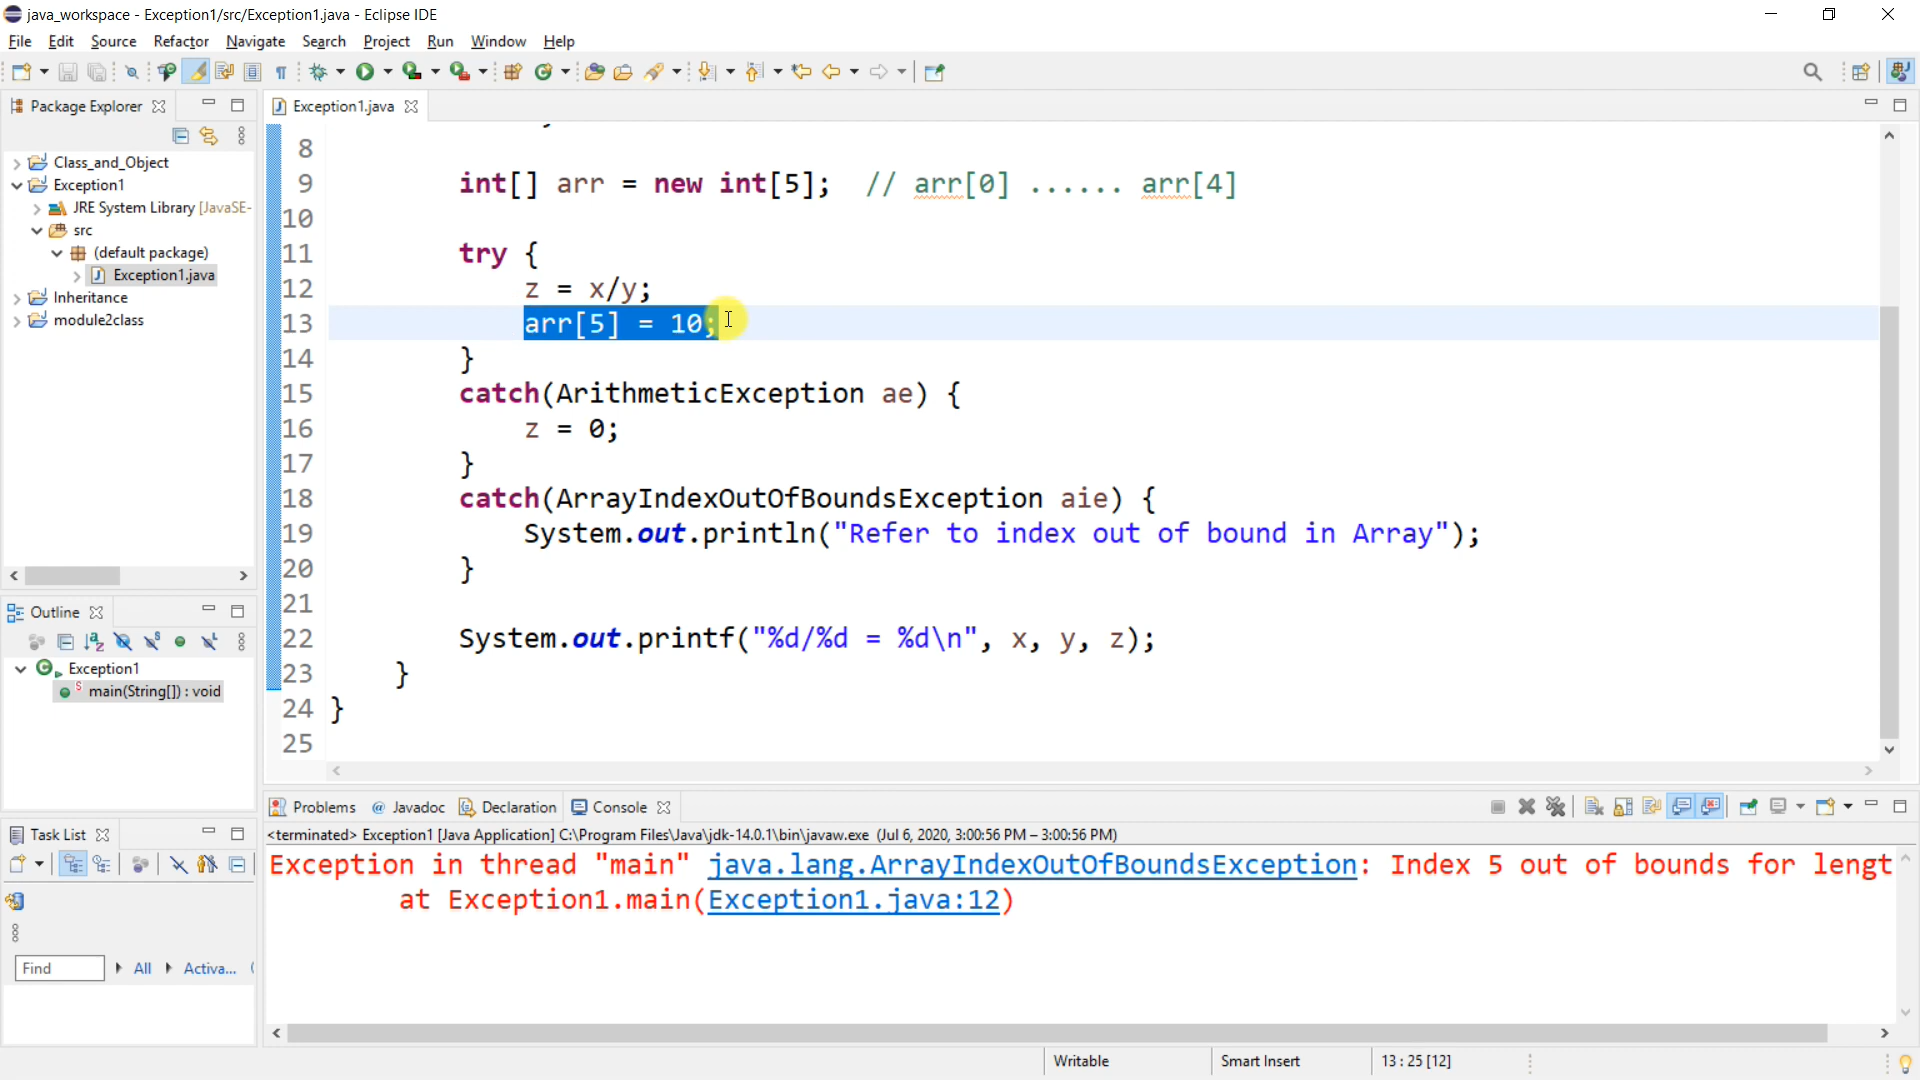 java_workspace - Exception1/src/Exception1.java - Eclipse IDE
File Edit Source Refactor Navigate Search Project Run Window Help
Package Explorer
Exception1.java
Class_and_Object
Exception1
JRE System Library [JavaSE-
src
(default package)
Exception1.java
Inheritance
module2class
8
9 int[] arr = new int[5]; // arr[0] ...... arr[4]
10
11 try {
12 z = x/y;
13 arr[5] = 10;
14 }
15 catch(ArithmeticException ae) {
16 z = 0;
17 }
18 catch(ArrayIndexOutOfBoundsException aie) {
19 System.out.println("Refer to index out of bound in Array");
20 }
21
22 System.out.printf("%d/%d = %d\n", x, y, z);
23 }
24 }
25
Outline
Exception1
main(String[]) : void
Task List
Find All Activa...
Problems Javadoc Declaration Console
<terminated> Exception1 [Java Application] C:\Program Files\Java\jdk-14.0.1\bin\javaw.exe (Jul 6, 2020, 3:00:56 PM – 3:00:56 PM)
Exception in thread "main" java.lang.ArrayIndexOutOfBoundsException: Index 5 out of bounds for lengt
at Exception1.main(Exception1.java:12)
Writable Smart Insert 13 : 25 [12]